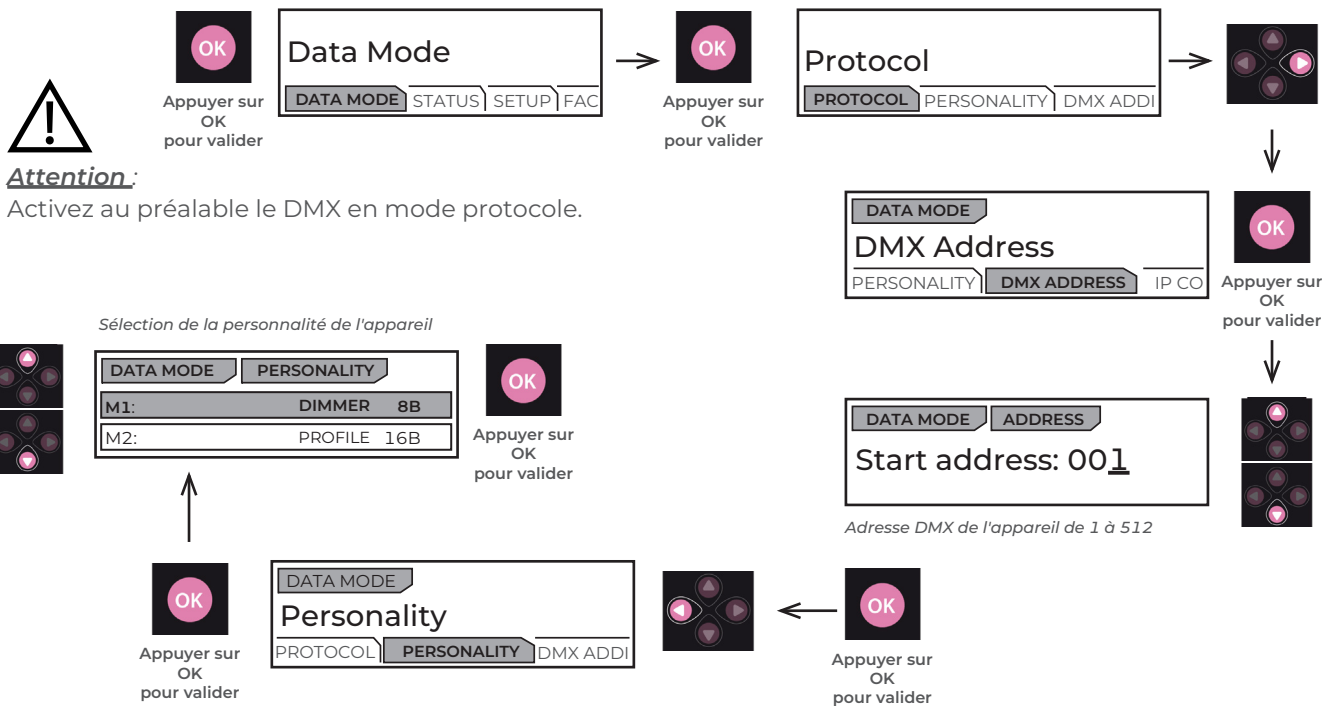 OK
Appuyer sur
OK
pour valider
Data Mode
DATA MODE STATUS SETUP FAC
OK
Appuyer sur
OK
pour valider
Protocol
PROTOCOL PERSONALITY DMX ADDI
Attention :
Activez au préalable le DMX en mode protocole.
DATA MODE
DMX Address
PERSONALITY DMX ADDRESS IP CO
OK
Appuyer sur
OK
pour valider
DATA MODE ADDRESS
Start address: 001
Adresse DMX de l'appareil de 1 à 512
OK
Appuyer sur
OK
pour valider
DATA MODE
Personality
PROTOCOL PERSONALITY DMX ADDI
OK
Appuyer sur
OK
pour valider
Sélection de la personnalité de l'appareil
DATA MODE PERSONALITY
M1: DIMMER 8B
M2: PROFILE 16B
OK
Appuyer sur
OK
pour valider